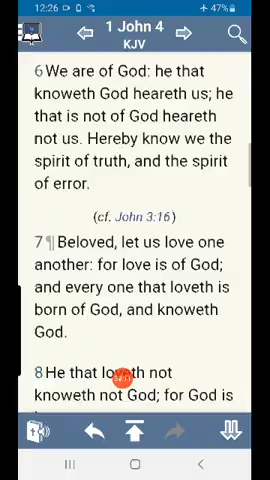 12:26
47%
1 John 4
KJV
6 We are of God: he that
knoweth God heareth us; he
that is not of God heareth
not us. Hereby know we the
spirit of truth, and the spirit
of error.
(cf. John 3:16)
7 ¶ Beloved, let us love one
another: for love is of God;
and every one that loveth is
born of God, and knoweth
God.
8 He that loveth not
knoweth not God; for God is